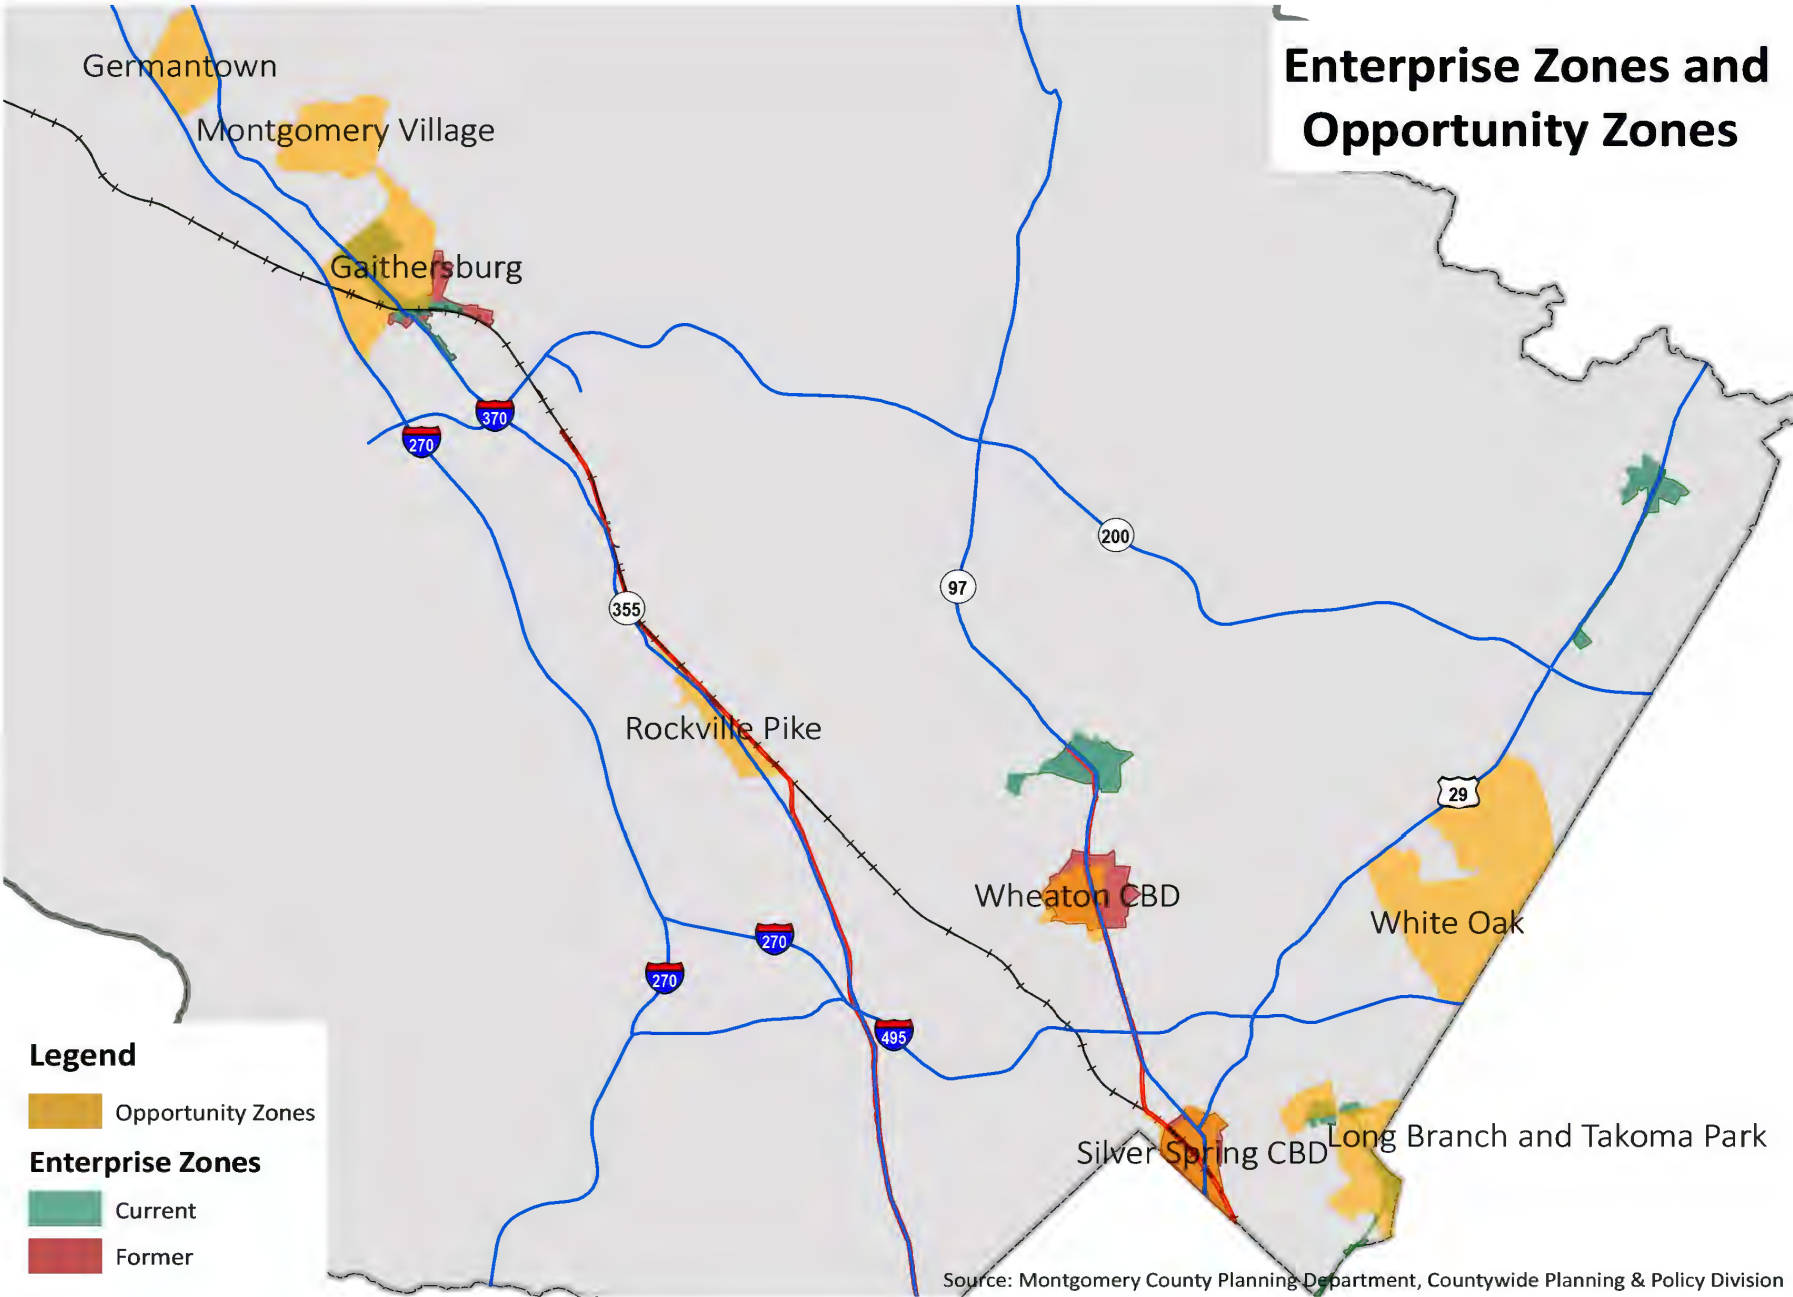 Enterprise Zones and
Opportunity Zones
Germantown
Montgomery Village
Gaithersburg
370
270
200
97
355
Rockville Pike
29
Wheaton CBD
White Oak
270
270
495
Long Branch and Takoma Park
Silver Spring CBD
Legend
Opportunity Zones
Enterprise Zones
Current
Former
Source: Montgomery County Planning Department, Countywide Planning & Policy Division